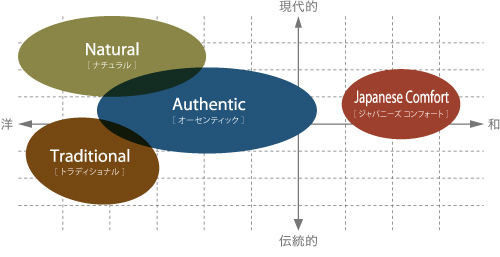 現代的
Natural
[ ナチュラル ]
Authentic
[ オーセンティック ]
Japanese Comfort
[ ジャパニーズ コンフォート ]
洋
和
Traditional
[ トラディショナル ]
伝統的